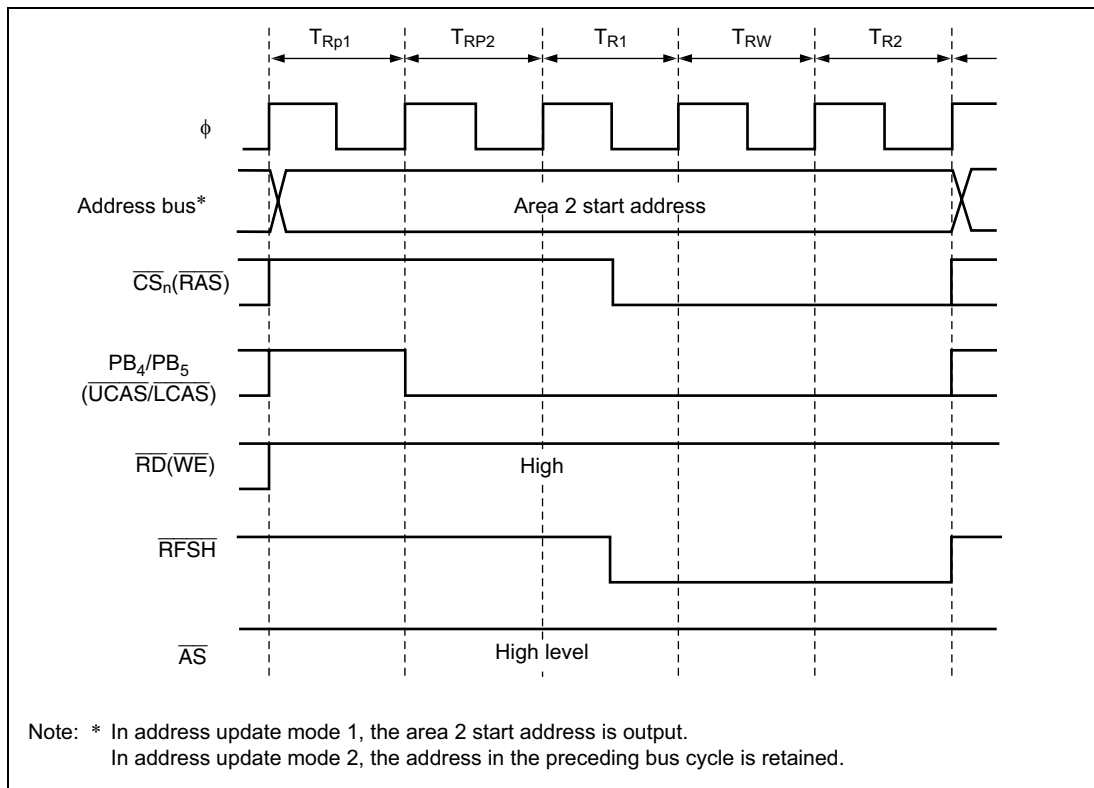 TRp1 TRP2 TR1 TRW TR2
ϕ
Address bus*
Area 2 start address
CSn(RAS)
PB4/PB5
(UCAS/LCAS)
RD(WE)
High
RFSH
AS
High level
Note: * In address update mode 1, the area 2 start address is output.
In address update mode 2, the address in the preceding bus cycle is retained.